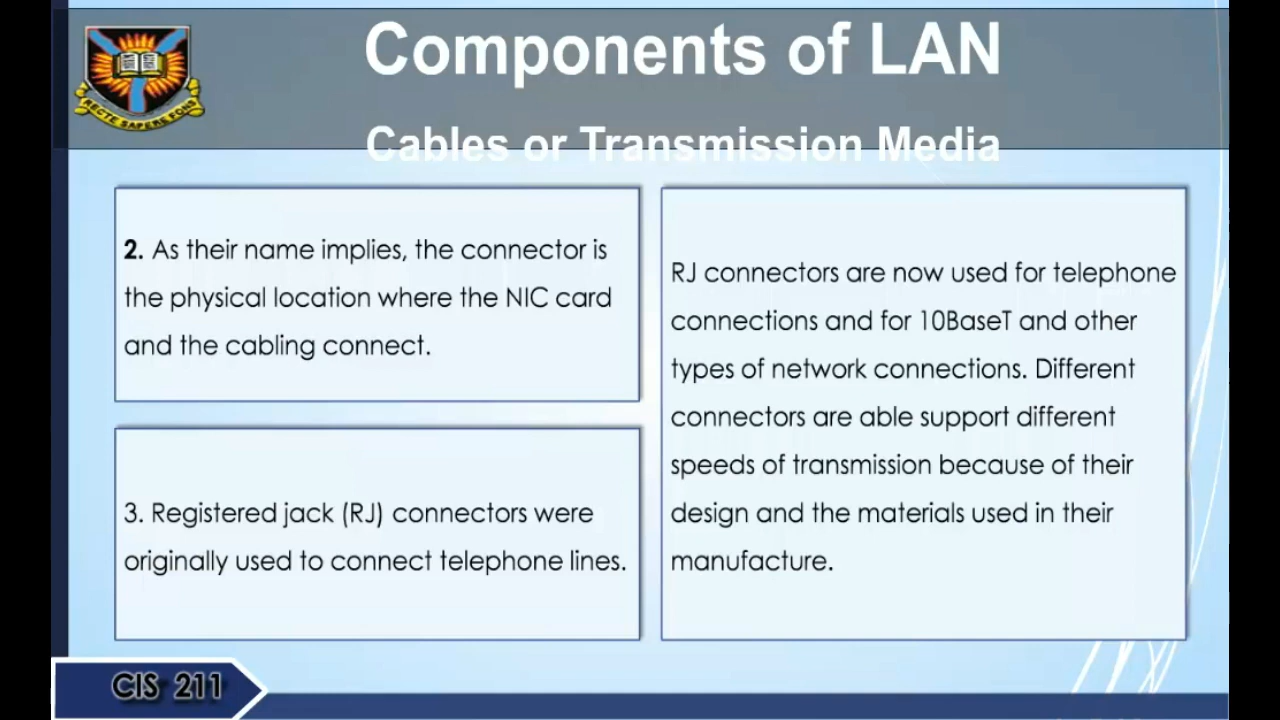 Components of LAN
Cables or Transmission Media
RECTE SAPERE FONS
2. As their name implies, the connector is
the physical location where the NIC card
and the cabling connect.
3. Registered jack (RJ) connectors were
originally used to connect telephone lines.
RJ connectors are now used for telephone
connections and for 10BaseT and other
types of network connections. Different
connectors are able support different
speeds of transmission because of their
design and the materials used in their
manufacture.
CIS 211